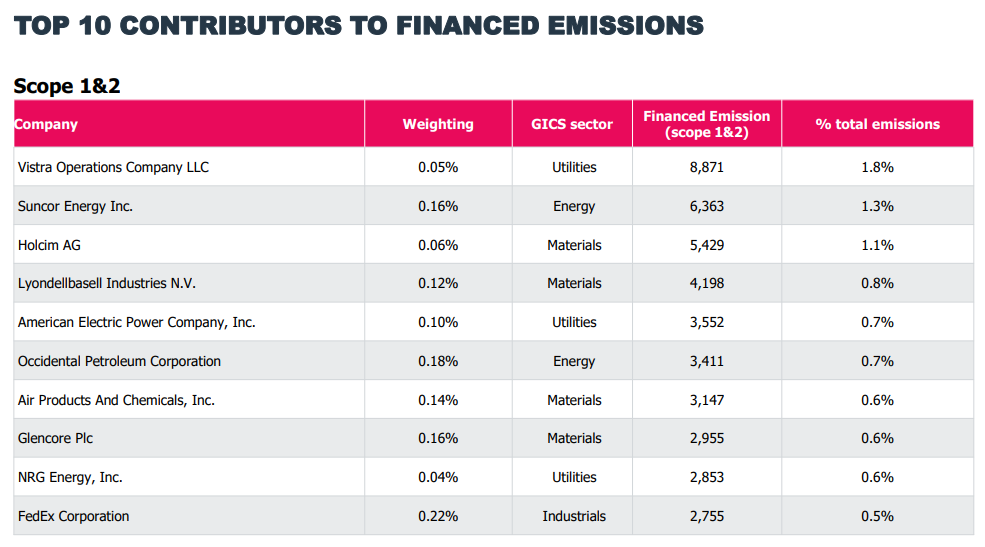 TOP 10 CONTRIBUTORS TO FINANCED EMISSIONS
Scope 1&2
Company Weighting GICS sector Financed Emission (scope 1&2) % total emissions
Vistra Operations Company LLC 0.05% Utilities 8,871 1.8%
Suncor Energy Inc. 0.16% Energy 6,363 1.3%
Holcim AG 0.06% Materials 5,429 1.1%
Lyondellbasell Industries N.V. 0.12% Materials 4,198 0.8%
American Electric Power Company, Inc. 0.10% Utilities 3,552 0.7%
Occidental Petroleum Corporation 0.18% Energy 3,411 0.7%
Air Products And Chemicals, Inc. 0.14% Materials 3,147 0.6%
Glencore Plc 0.16% Materials 2,955 0.6%
NRG Energy, Inc. 0.04% Utilities 2,853 0.6%
FedEx Corporation 0.22% Industrials 2,755 0.5%